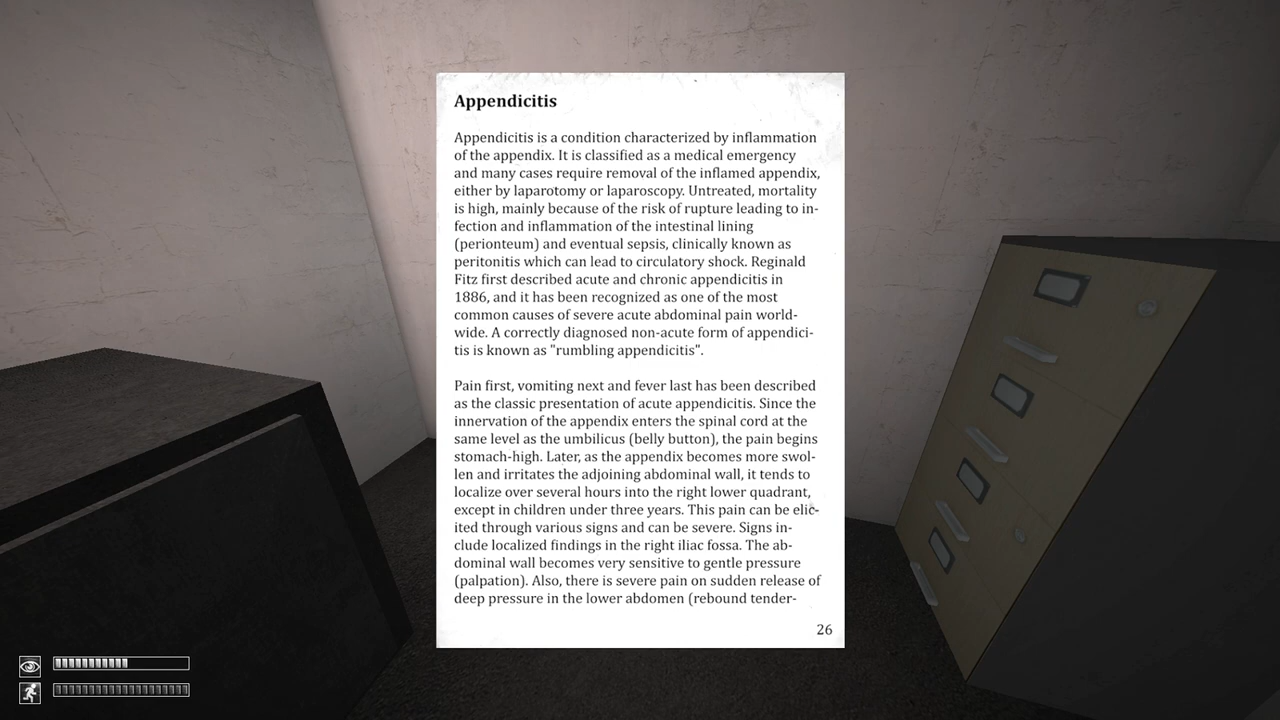 Appendicitis
Appendicitis is a condition characterized by inflammation
of the appendix. It is classified as a medical emergency
and many cases require removal of the inflamed appendix,
either by laparotomy or laparoscopy. Untreated, mortality
is high, mainly because of the risk of rupture leading to in-
fection and inflammation of the intestinal lining
(perionteum) and eventual sepsis, clinically known as
peritonitis which can lead to circulatory shock. Reginald
Fitz first described acute and chronic appendicitis in
1886, and it has been recognized as one of the most
common causes of severe acute abdominal pain world-
wide. A correctly diagnosed non-acute form of appendici-
tis is known as "rumbling appendicitis".
Pain first, vomiting next and fever last has been described
as the classic presentation of acute appendicitis. Since the
innervation of the appendix enters the spinal cord at the
same level as the umbilicus (belly button), the pain begins
stomach-high. Later, as the appendix becomes more swol-
len and irritates the adjoining abdominal wall, it tends to
localize over several hours into the right lower quadrant,
except in children under three years. This pain can be elic-
ited through various signs and can be severe. Signs in-
clude localized findings in the right iliac fossa. The ab-
dominal wall becomes very sensitive to gentle pressure
(palpation). Also, there is severe pain on sudden release of
deep pressure in the lower abdomen (rebound tender-
26